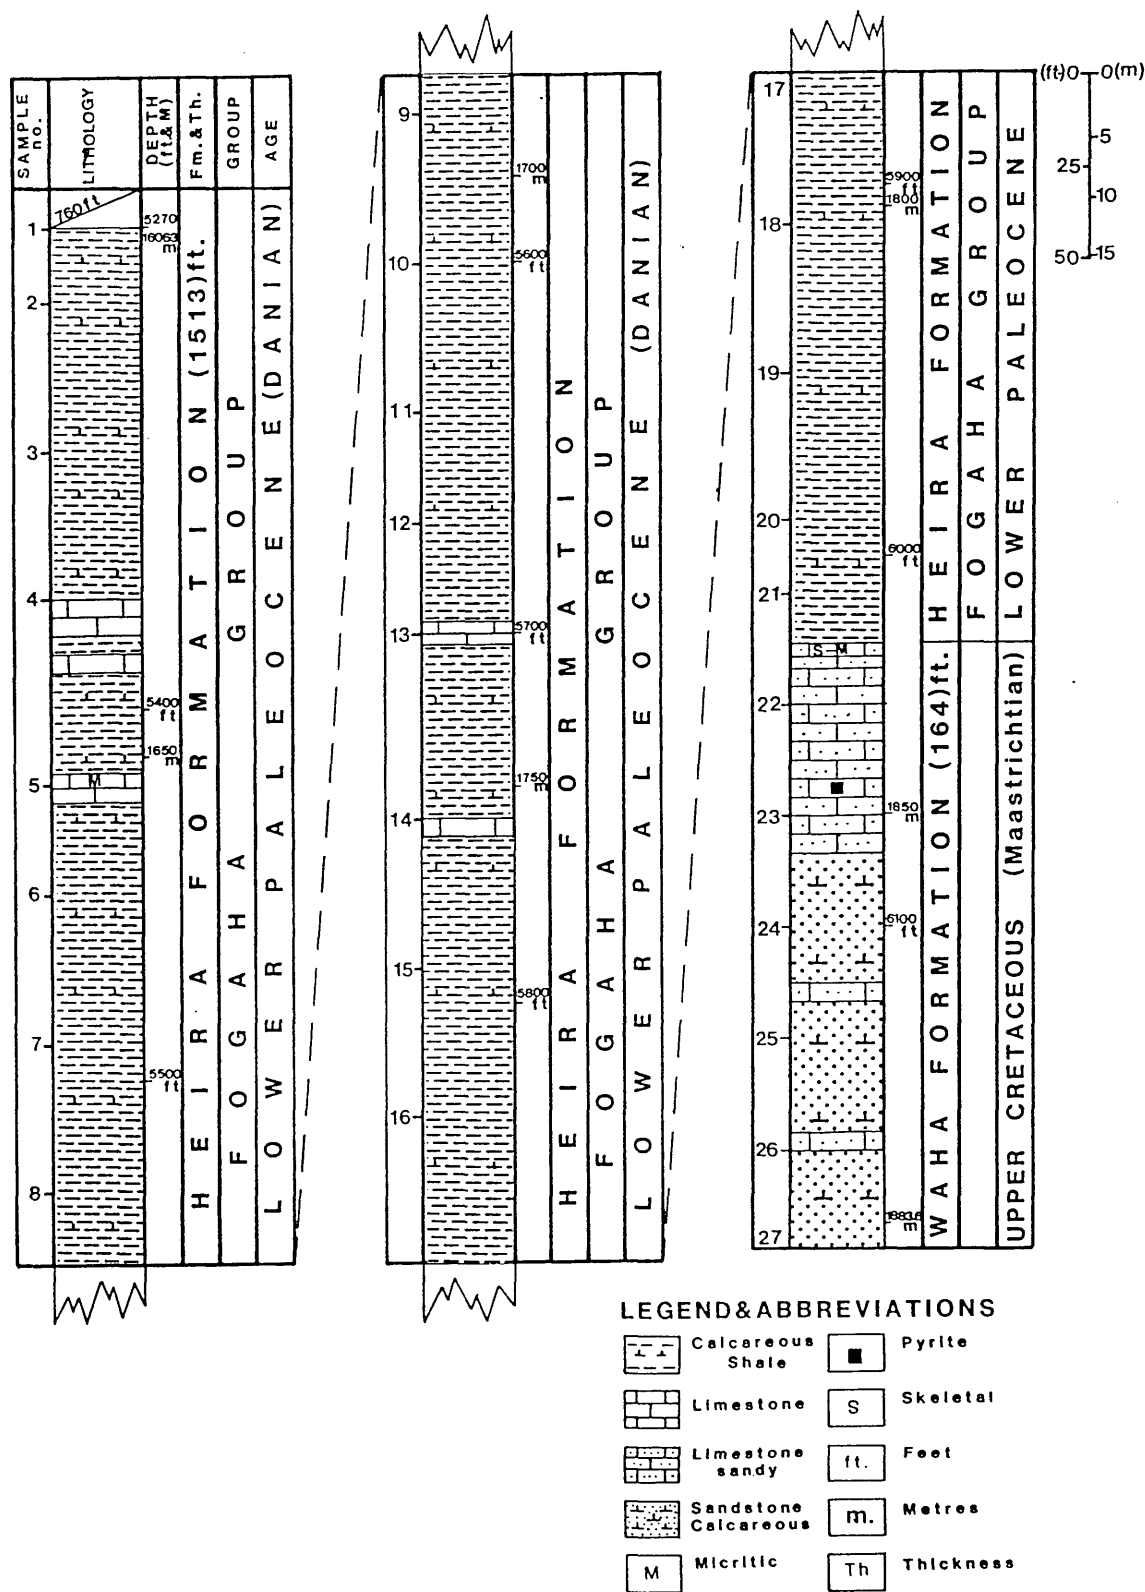 SAMPLE no.
LITHOLOGY
DEPTH (ft.& M)
Fm.& Th.
GROUP
AGE
760 ft
1
2
3
4
5
6
7
8
5270
16063 m
5400 ft
1650 m
M
5500 ft
HEIRA FORMATION (1513) ft.
FOGAHA GROUP
LOWER PALEOCENE (DANIAN)
9
10
11
12
13
14
15
16
1700 m
5600 ft
5700 ft
1750 m
5800 ft
HEIRA FORMATION
FOGAHA GROUP
LOWER PALEOCENE (DANIAN)
17
18
19
20
21
22
23
24
25
26
27
5900 ft
1800 m
6000 ft
S-M
1850 m
6100 ft
1883.6 m
HEIRA FORMATION
FOGAHA GROUP
LOWER PALEOCENE
WAHA FORMATION (164) ft.
UPPER CRETACEOUS (Maastrichtian)
(ft) 0 0 (m)
5
25
10
50 15
LEGEND & ABBREVIATIONS
Calcareous Shale
Pyrite
Limestone
S Skeletal
Limestone sandy
ft. Feet
Sandstone Calcareous
m. Metres
M Micritic
Th Thickness